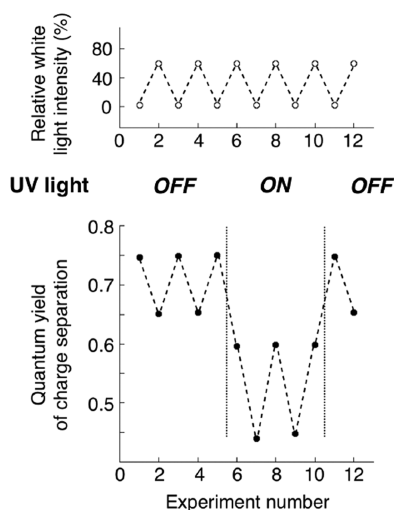 Relative white
light intensity (%)
80
40
0
0 2 4 6 8 10 12
UV light OFF ON OFF
Quantum yield
of charge separation
0.8
0.7
0.6
0.5
0 2 4 6 8 10 12
Experiment number